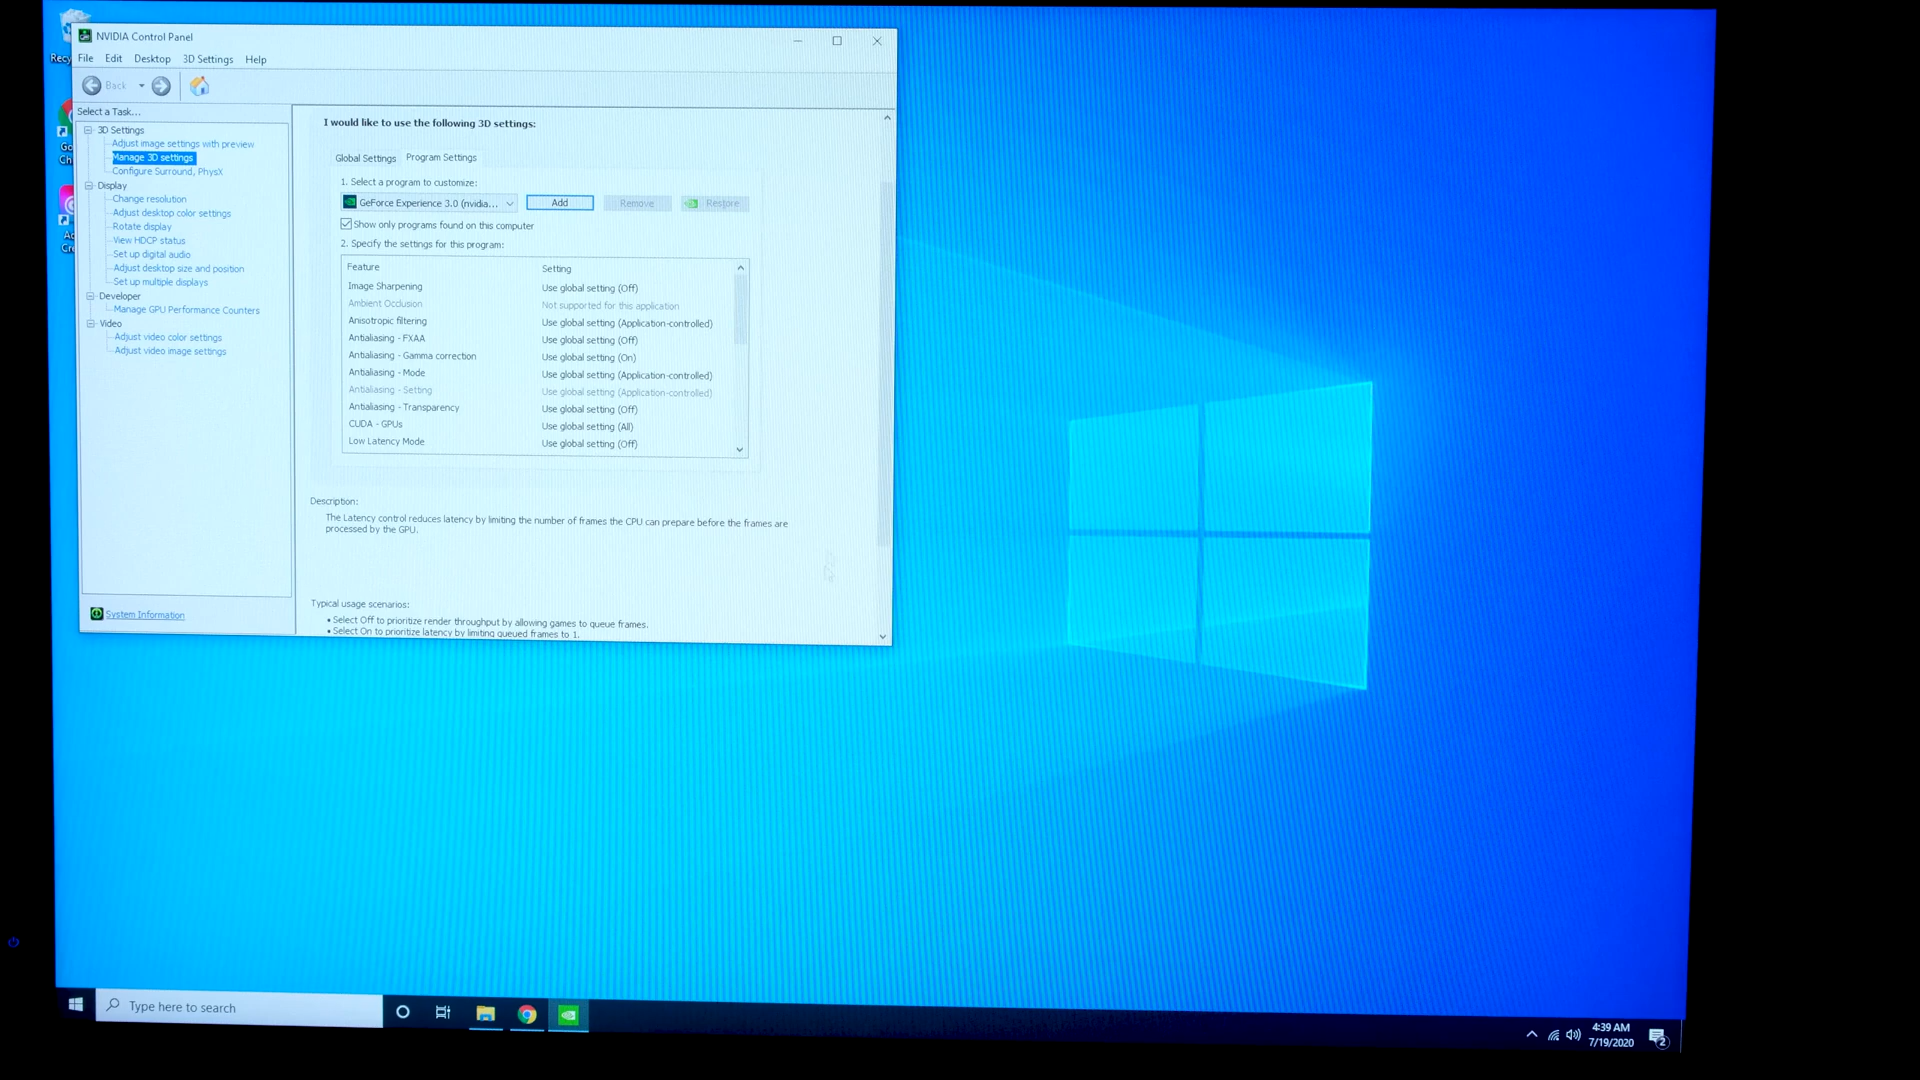 NVIDIA Control Panel
File Edit Desktop 3D Settings Help
Back
Select a Task...
3D Settings
Adjust image settings with preview
Manage 3D settings
Configure Surround, PhysX
Display
Change resolution
Adjust desktop color settings
Rotate display
View HDCP status
Set up digital audio
Adjust desktop size and position
Set up multiple displays
Developer
Manage GPU Performance Counters
Video
Adjust video color settings
Adjust video image settings
System Information
I would like to use the following 3D settings:
Global Settings Program Settings
1. Select a program to customize:
GeForce Experience 3.0 (nvidia... Add Remove Restore
Show only programs found on this computer
2. Specify the settings for this program:
Feature Setting
Image Sharpening Use global setting (Off)
Ambient Occlusion Not supported for this application
Anisotropic filtering Use global setting (Application-controlled)
Antialiasing - FXAA Use global setting (Off)
Antialiasing - Gamma correction Use global setting (On)
Antialiasing - Mode Use global setting (Application-controlled)
Antialiasing - Setting Use global setting (Application-controlled)
Antialiasing - Transparency Use global setting (Off)
CUDA - GPUs Use global setting (All)
Low Latency Mode Use global setting (Off)
Description:
The Latency control reduces latency by limiting the number of frames the CPU can prepare before the frames are
processed by the GPU.
Typical usage scenarios:
• Select Off to prioritize render throughput by allowing games to queue frames.
• Select On to prioritize latency by limiting queued frames to 1.
Recy
Go
Ch
Ad
Cre
Type here to search
4:39 AM
7/19/2020
2